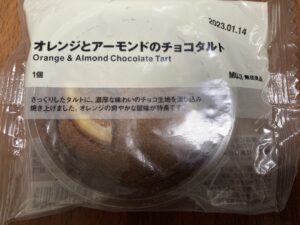 2023.01.14
オレンジとアーモンドのチョコタルト
Orange & Almond Chocolate Tart
1個
MUJI 無印良品
さっくりしたタルトに、濃厚な味わいのチョコ生地を流し込み
焼き上げました。オレンジの爽やかな酸味が特長です。